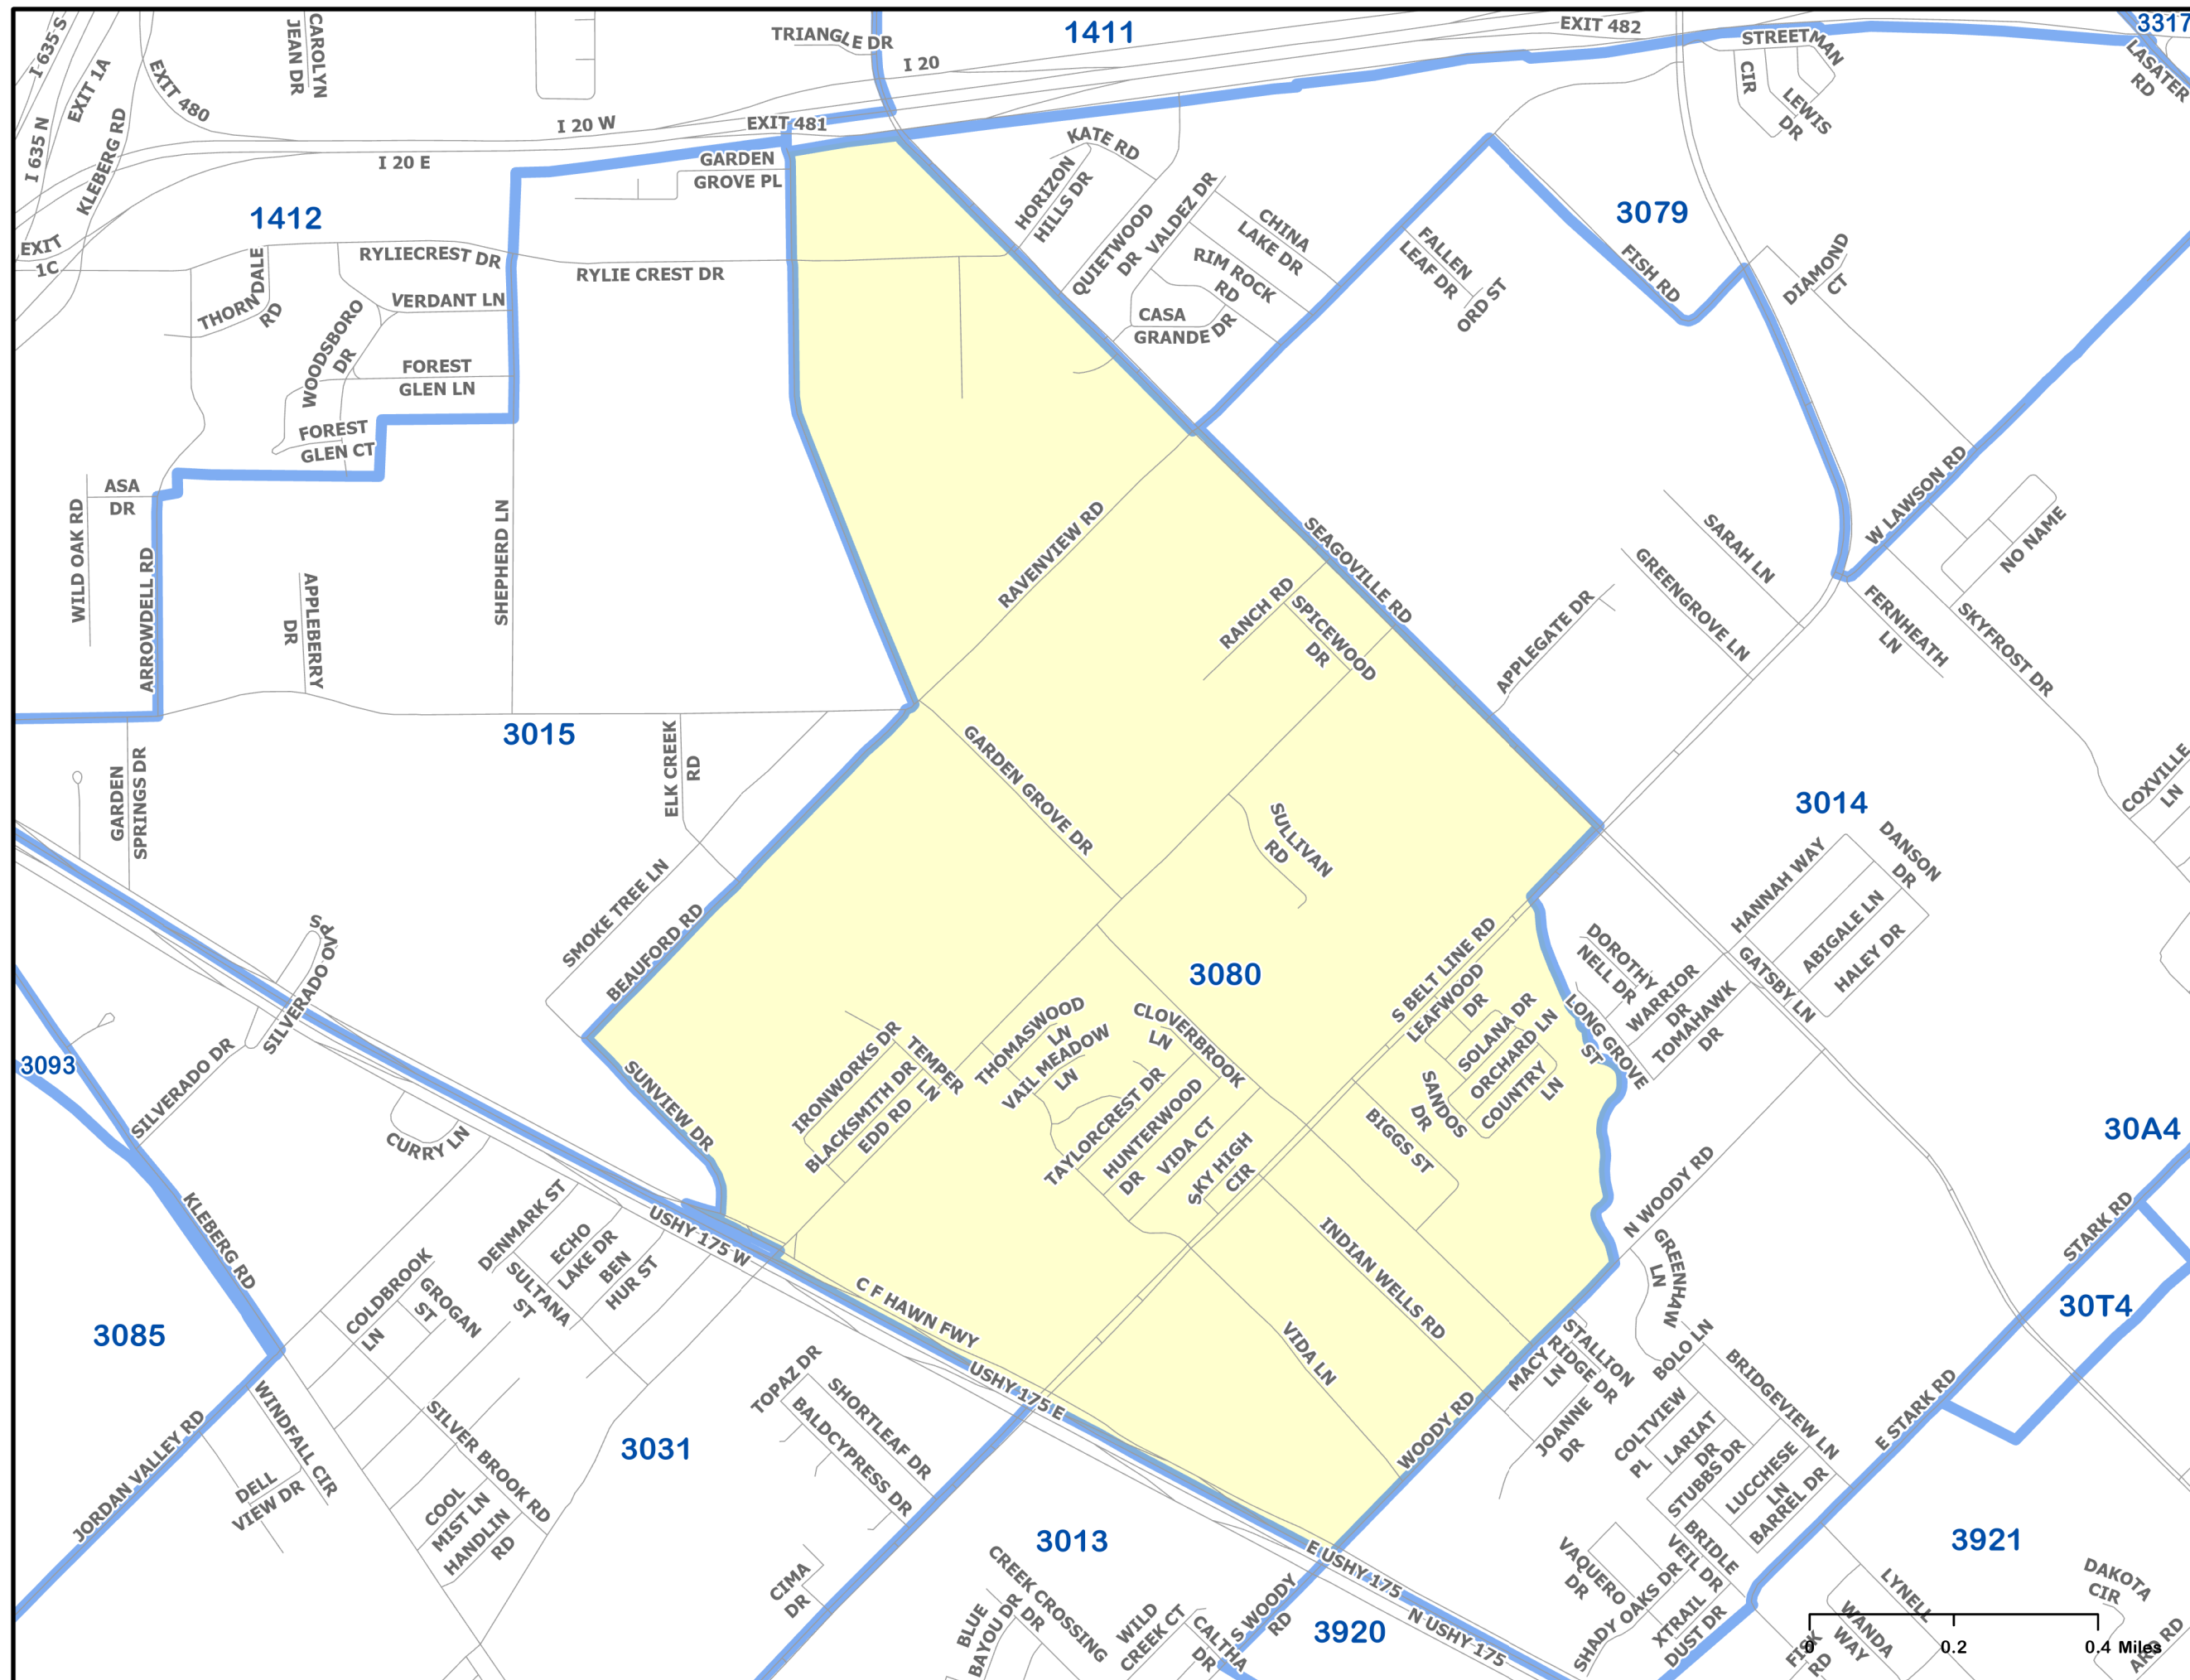 1411
3317
EXIT 482
STREETMAN
CIR
LASATER
RD
LEWIS
DR
TRIANGLE DR
I 20
I 635 S
EXIT 1A
CAROLYN
JEAN DR
EXIT 480
KLEBERG RD
I 635 N
I 20 W
EXIT 481
I 20 E
GARDEN
GROVE PL
KATE RD
HORIZON
HILLS DR
QUIETWOOD
DR
VALDEZ DR
CHINA
LAKE DR
RIM ROCK
RD
CASA
GRANDE DR
FALLEN
LEAF DR
ORD ST
3079
FISH RD
DIAMOND
CT
1412
EXIT
1C
THORNDALE
RD
RYLIECREST DR
RYLIE CREST DR
VERDANT LN
WOODSBORO
DR
FOREST
GLEN LN
FOREST
GLEN CT
ASA
DR
WILD OAK RD
ARROWDELL RD
APPLEBERRY
DR
SHEPHERD LN
RAVENVIEW RD
SEAGOVILLE RD
RANCH RD
SPICEWOOD
DR
W LAWSON RD
NO NAME
SARAH LN
GREENGROVE LN
APPLEGATE DR
FERNHEATH
LN
SKYFROST DR
COXVILLE
LN
3015
ELK CREEK
RD
GARDEN
SPRINGS DR
GARDEN GROVE DR
SULLIVAN
RD
3014
HANNAH WAY
DANSON
DR
ABIGALE LN
HALEY DR
GATSBY LN
DOROTHY
NELL DR
WARRIOR
DR
TOMAHAWK
DR
LONG GROVE
ST
SMOKE TREE LN
BEAUFORD RD
SILVERADO OVPS
SILVERADO DR
3093
3080
S BELT LINE RD
LEAFWOOD
DR
SOLANA DR
ORCHARD LN
COUNTRY
LN
SANDOS
DR
BIGGS ST
CLOVERBROOK
LN
THOMASWOOD
LN
VAIL MEADOW
LN
TAYLORCREST DR
HUNTERWOOD
DR
VIDA CT
SKY HIGH
CIR
IRONWORKS DR
TEMPER
LN
BLACKSMITH DR
EDD RD
SUNVIEW DR
CURRY LN
KLEBERG RD
DENMARK ST
ECHO
LAKE DR
BEN
HUR ST
SULTANA
ST
COLDBROOK
LN
GROGAN
ST
USHY 175 W
C F HAWN FWY
USHY 175 E
INDIAN WELLS RD
VIDA LN
N WOODY RD
GREENHAW
LN
WOODY RD
MACY
LN
STALLION
RIDGE DR
JOANNE
DR
BOLO LN
BRIDGEVIEW LN
COLTVIEW
PL
LARIAT
DR
STUBBS DR
LUCCHESE
LN
BARREL DR
30A4
STARK RD
30T4
E STARK RD
3085
JORDAN VALLEY RD
WINDFALL CIR
DELL
VIEW DR
SILVER BROOK RD
COOL
MIST LN
HANDLIN
RD
3031
TOPAZ DR
SHORTLEAF DR
BALDCYPRESS DR
CIMA
DR
3013
CREEK CROSSING
DR
BLUE
BAYOU DR
WILD
CREEK CT
CALTHA
DR
S WOODY
RD
E USHY 175
N USHY 175
3920
VAQUERO
DR
SHADY OAKS DR
BRIDLE
VEIL DR
XTRAIL
DUST DR
3921
LYNELL
WANDA
WAY
FISK
RD
DAKOTA
CIR
RD
0
0.2
0.4 Miles